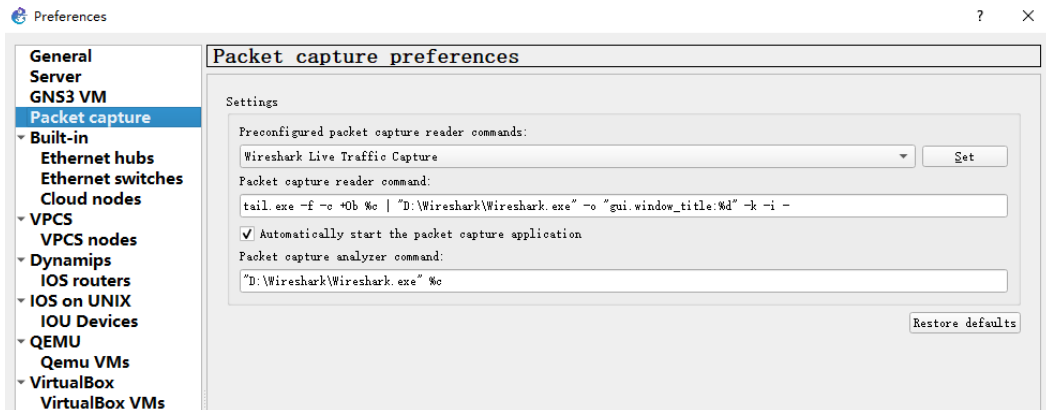 Preferences
?
General
Server
GNS3 VM
Packet capture
Built-in
Ethernet hubs
Ethernet switches
Cloud nodes
VPCS
VPCS nodes
Dynamips
IOS routers
IOS on UNIX
IOU Devices
QEMU
Qemu VMs
VirtualBox
VirtualBox VMs
Packet capture preferences
Settings
Preconfigured packet capture reader commands:
Wireshark Live Traffic Capture
Set
Packet capture reader command:
tail.exe -f -c +0b %c | "D:\Wireshark\Wireshark.exe" -o "gui.window_title:%d" -k -i -
Automatically start the packet capture application
Packet capture analyzer command:
"D:\Wireshark\Wireshark.exe" %c
Restore defaults